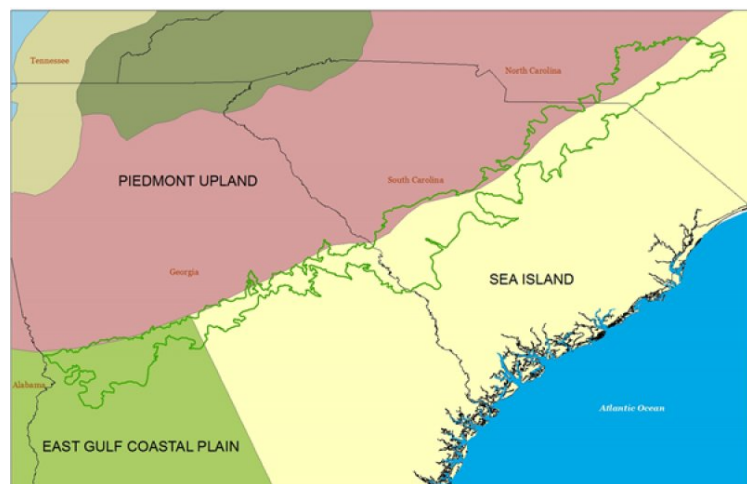 Tennessee
North Carolina
PIEDMONT UPLAND
South Carolina
Georgia
SEA ISLAND
Alabama
Atlantic Ocean
EAST GULF COASTAL PLAIN